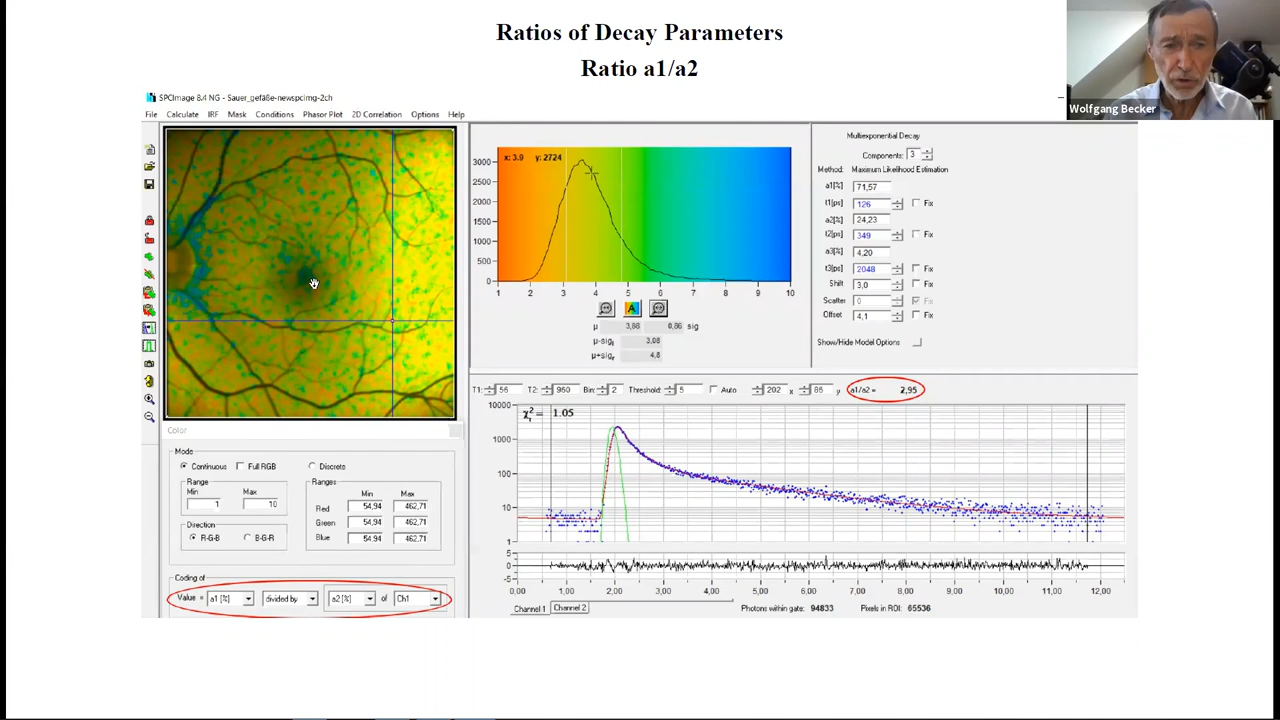 Ratios of Decay Parameters
Ratio a1/a2
Wolfgang Becker
SPCImage 8.4 NG - Sauer_gefäße-newspcimg-2ch
File Calculate IRF Mask Conditions Phasor Plot 2D Correlation Options Help
x: 3.9 y: 2724
3000
2500
2000
1500
1000
500
0
1 2 3 4 5 6 7 8 9 10
A
μ 3,88 0,86 sig
μ-sigᵣ 3,08
μ+sigᵣ 4,8
Multiexponential Decay
Components: 3
Method: Maximum Likelihood Estimation
a1[%] 71,57
t1[ps] 126 Fix
a2[%] 24,23
t2[ps] 349 Fix
a3[%] 4,20
t3[ps] 2048 Fix
Shift 3,0 Fix
Scatter 0 Fix
Offset 4,1 Fix
Show/Hide Model Options
T1: 56 T2: 960 Bin: 2 Threshold: 5 Auto 202 x 86 y a1/a2 = 2,95
χᵣ² = 1.05
10000
1000
100
10
1
5
0
-5
0,00 1,00 2,00 3,00 4,00 5,00 6,00 7,00 8,00 9,00 10,00 11,00 12,00
Channel 1 Channel 2 Photons within gate: 94833 Pixels in ROI: 65536
Color
Mode
Continuous Full RGB Discrete
Range
Min Max
1 10
Direction
R-G-B B-G-R
Ranges
Min Max
Red 54,94 462,71
Green 54,94 462,71
Blue 54,94 462,71
Coding of
Value = a1 [%] divided by a2 [%] of Ch1